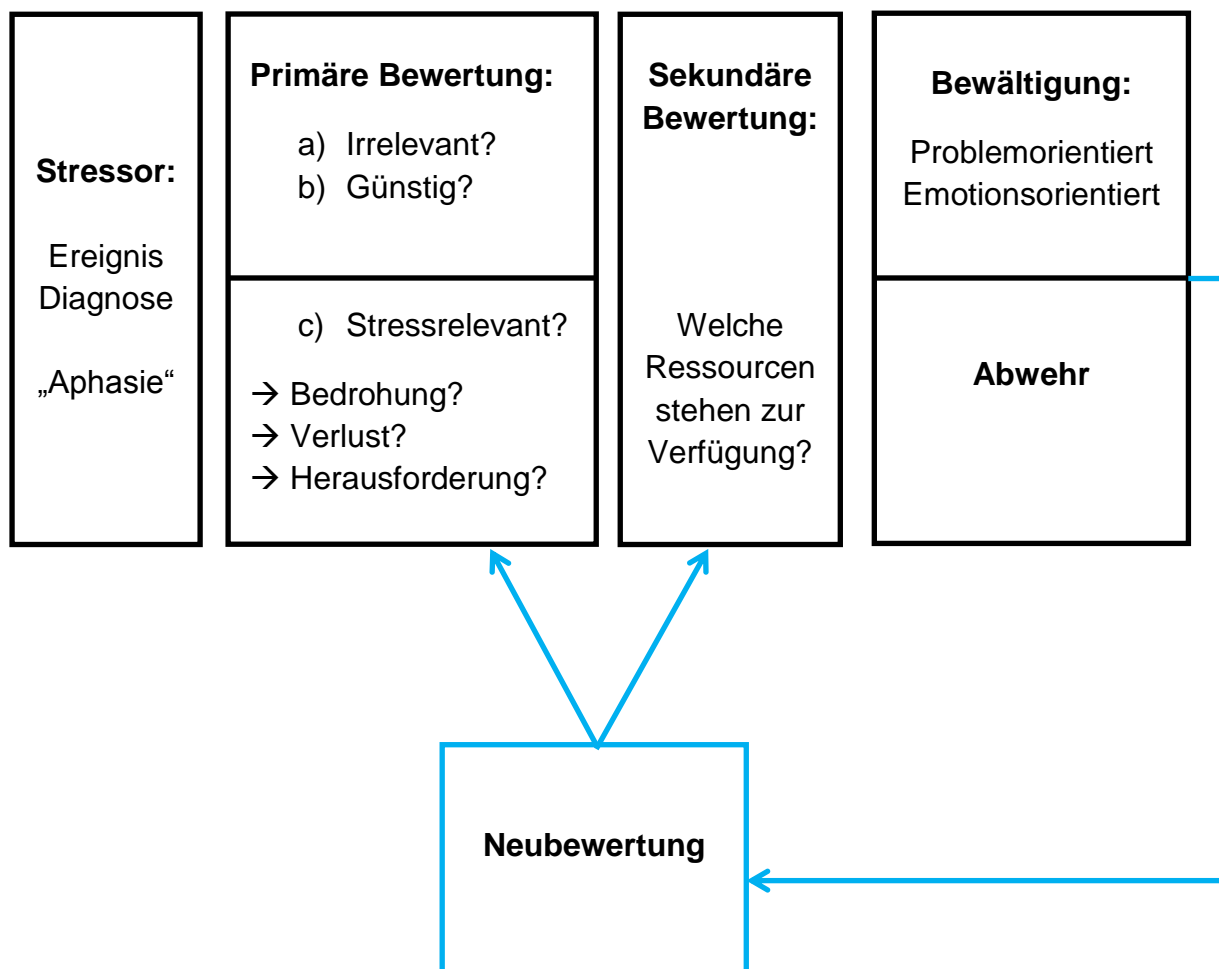 Stressor:
Ereignis
Diagnose
„Aphasie“
Primäre Bewertung:
a) Irrelevant?
b) Günstig?
c) Stressrelevant?
→ Bedrohung?
→ Verlust?
→ Herausforderung?
Sekundäre
Bewertung:
Welche
Ressourcen
stehen zur
Verfügung?
Bewältigung:
Problemorientiert
Emotionsorientiert
Abwehr
Neubewertung